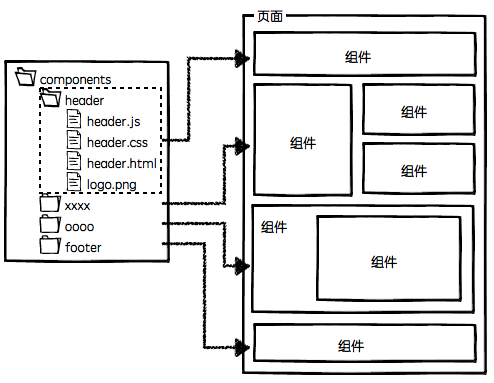 页面
components
header
header.js
header.css
header.html
logo.png
xxxx
oooo
footer
组件
组件
组件
组件
组件
组件
组件